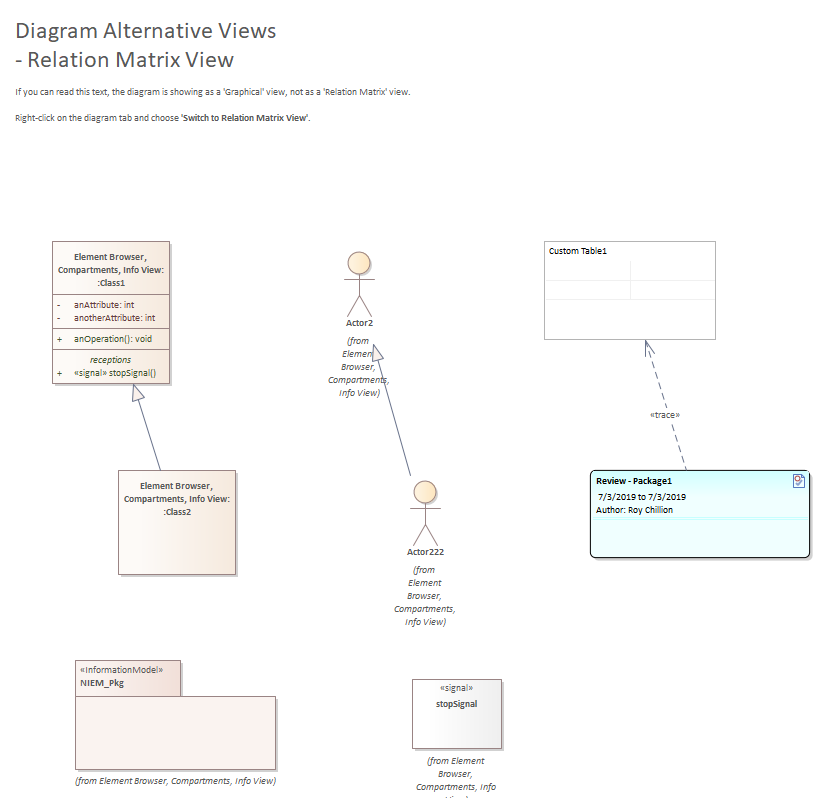 Diagram Alternative Views
- Relation Matrix View
If you can read this text, the diagram is showing as a 'Graphical' view, not as a 'Relation Matrix' view.
Right-click on the diagram tab and choose 'Switch to Relation Matrix View'.
Element Browser,
Compartments, Info View:
:Class1
- anAttribute: int
- anotherAttribute: int
+ anOperation(): void
receptions
+ «signal» stopSignal()
Actor2
(from
Element
Browser,
Compartments,
Info View)
Custom Table1
«trace»
Element Browser,
Compartments, Info View:
:Class2
Actor222
(from
Element
Browser,
Compartments,
Info View)
Review - Package1
7/3/2019 to 7/3/2019
Author: Roy Chillion
«InformationModel»
NIEM_Pkg
(from Element Browser, Compartments, Info View)
«signal»
stopSignal
(from Element
Browser,
Compartments, Info